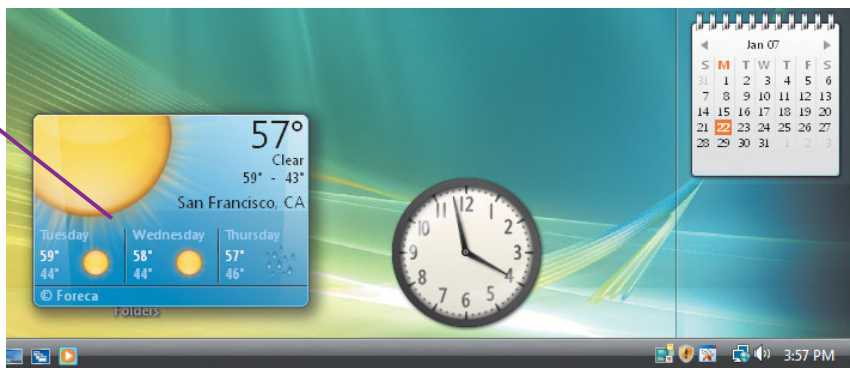 57°
Clear
59° - 43°
San Francisco, CA
Tuesday Wednesday Thursday
59° 58° 57°
44° 44° 46°
© Foreca
Folders
11 12 1
10 2
9 3
8 4
7 6 5
Jan 07
S M T W T F S
31 1 2 3 4 5 6
7 8 9 10 11 12 13
14 15 16 17 18 19 20
21 22 23 24 25 26 27
28 29 30 31 1 2 3
3:57 PM